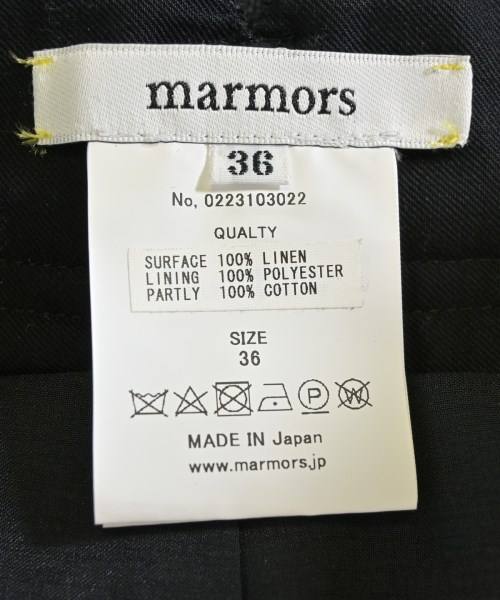 marmors
36
No, 0223103022
QUALTY
SURFACE 100% LINEN
LINING 100% POLYESTER
PARTLY 100% COTTON
SIZE
36
P W
MADE IN Japan
www.marmors.jp